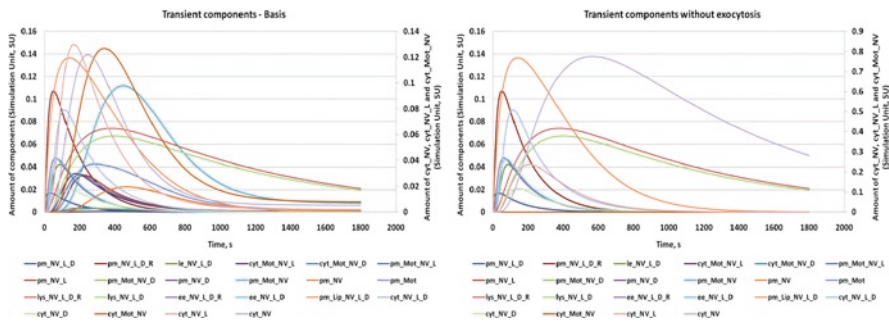 Transient components - Basis
Amount of components (Simulation Unit, SU)
0.16
0.14
0.12
0.1
0.08
0.06
0.04
0.02
0
0.14
0.12
0.1
0.08
0.06
0.04
0.02
0
Amount of cyt_NV, cyt_NV_L and cyt_Mot_NV
(Simulation Unit, SU)
0 200 400 600 800 1000 1200 1400 1600 1800 2000
Time, s
pm_NV_L_D pm_NV_L_D_R le_NV_L_D cyt_Mot_NV_L cyt_Mot_NV_D pm_Mot_NV_L
pm_NV_L pm_Mot_NV_D pm_NV_D pm_Mot_NV pm_NV pm_Mot
lys_NV_L_D_R lys_NV_L_D ee_NV_L_D_R ee_NV_L_D pm_Lip_NV_L_D cyt_NV_L_D
cyt_NV_D cyt_Mot_NV cyt_NV_L cyt_NV
Transient components without exocytosis
Amount of components (Simulation Unit, SU)
0.16
0.14
0.12
0.1
0.08
0.06
0.04
0.02
0
0.9
0.8
0.7
0.6
0.5
0.4
0.3
0.2
0.1
0
Amount of cyt_NV, cyt_NV_L and cyt_Mot_NV
(Simulation Unit, SU)
0 200 400 600 800 1000 1200 1400 1600 1800 2000
Time, s
pm_NV_L_D pm_NV_L_D_R le_NV_L_D cyt_Mot_NV_L cyt_Mot_NV_D pm_Mot_NV_L
pm_NV_L pm_Mot_NV_D pm_NV_D pm_Mot_NV pm_NV pm_Mot
lys_NV_L_D_R lys_NV_L_D ee_NV_L_D_R ee_NV_L_D pm_Lip_NV_L_D cyt_NV_L_D
cyt_NV_D cyt_Mot_NV cyt_NV_L cyt_NV